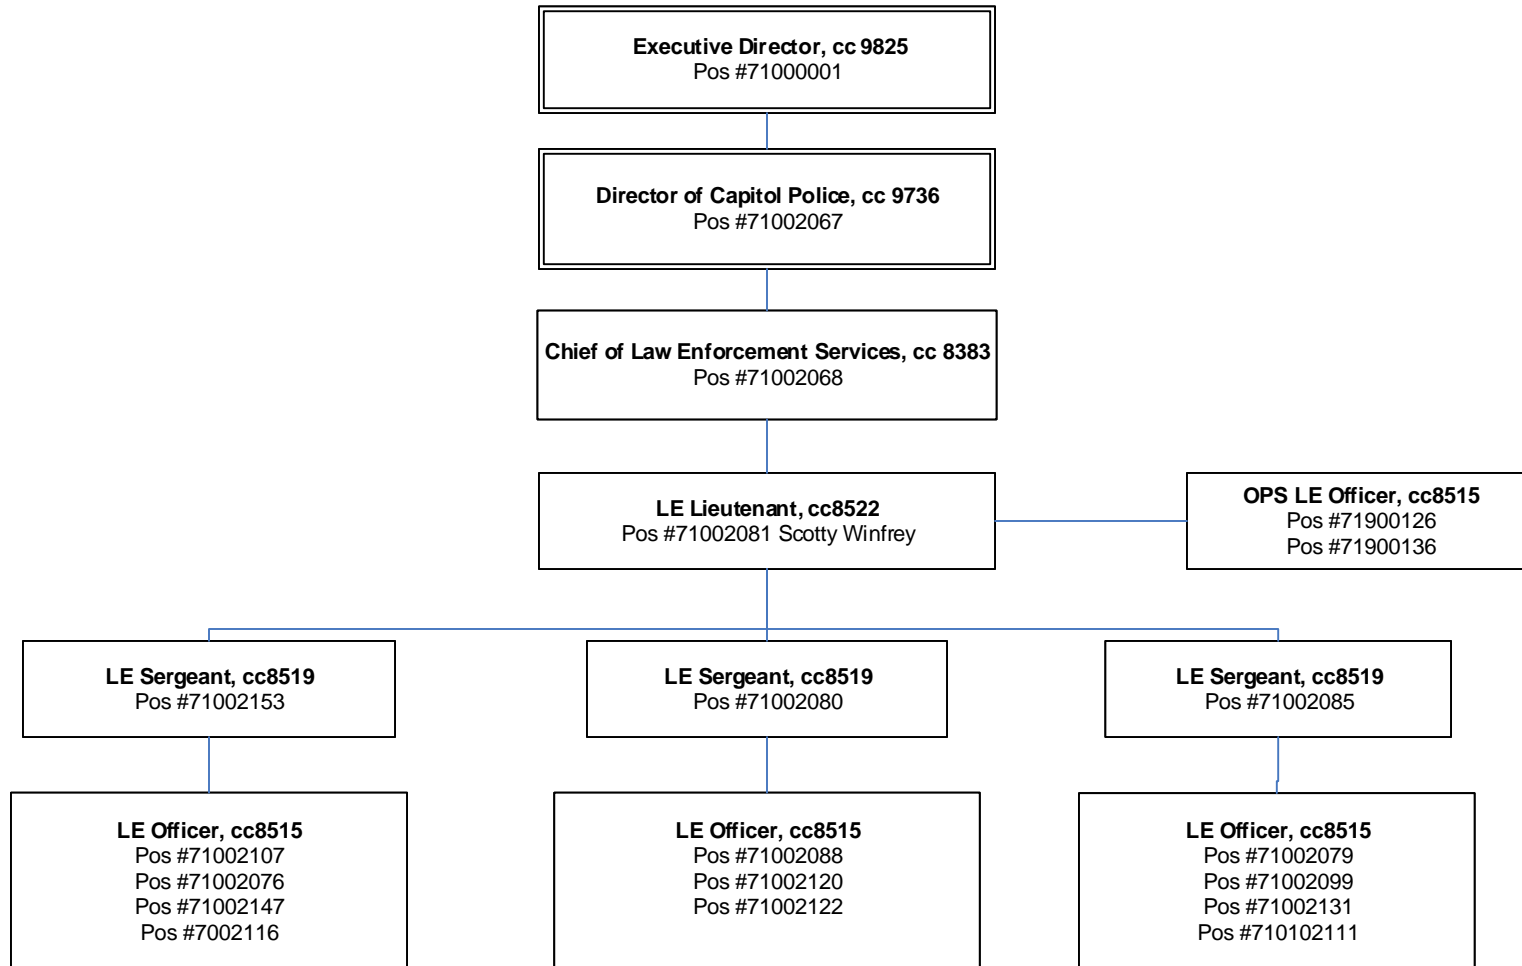 Executive Director, cc 9825
Pos #71000001
Director of Capitol Police, cc 9736
Pos #71002067
Chief of Law Enforcement Services, cc 8383
Pos #71002068
LE Lieutenant, cc8522
Pos #71002081 Scotty Winfrey
OPS LE Officer, cc8515
Pos #71900126
Pos #71900136
LE Sergeant, cc8519
Pos #71002153
LE Sergeant, cc8519
Pos #71002080
LE Sergeant, cc8519
Pos #71002085
LE Officer, cc8515
Pos #71002107
Pos #71002076
Pos #71002147
Pos #7002116
LE Officer, cc8515
Pos #71002088
Pos #71002120
Pos #71002122
LE Officer, cc8515
Pos #71002079
Pos #71002099
Pos #71002131
Pos #710102111